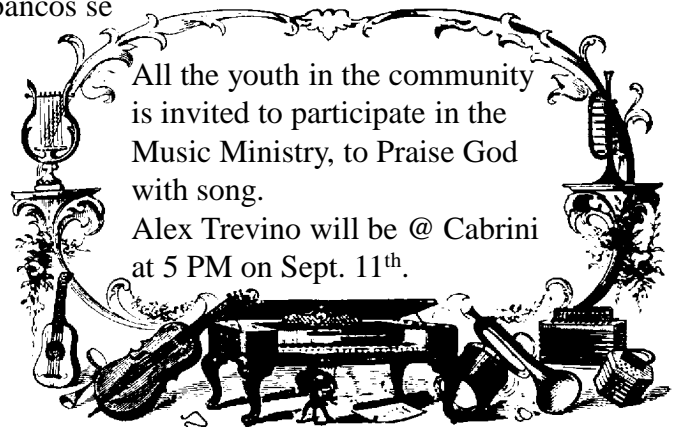 bancos se
All the youth in the community
is invited to participate in the
Music Ministry, to Praise God
with song.
Alex Trevino will be @ Cabrini
at 5 PM on Sept. 11th.